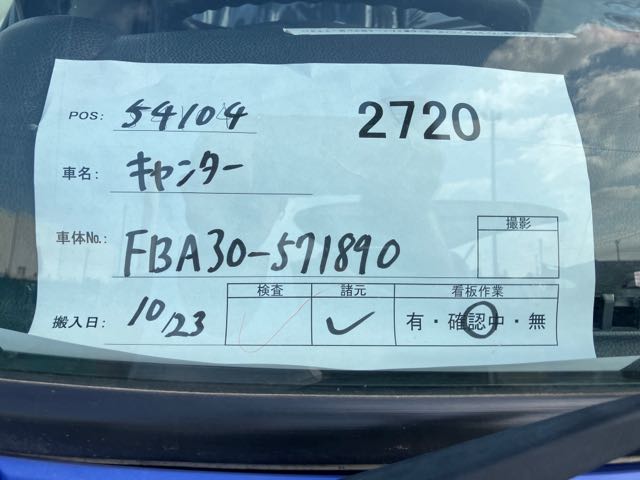 POS: 54104
2720
車名: キャンター
車体No.: FBA30-571890
撮影
搬入日: 10/23
検査 諸元 看板作業
✓ ✓ 有・確認中・無